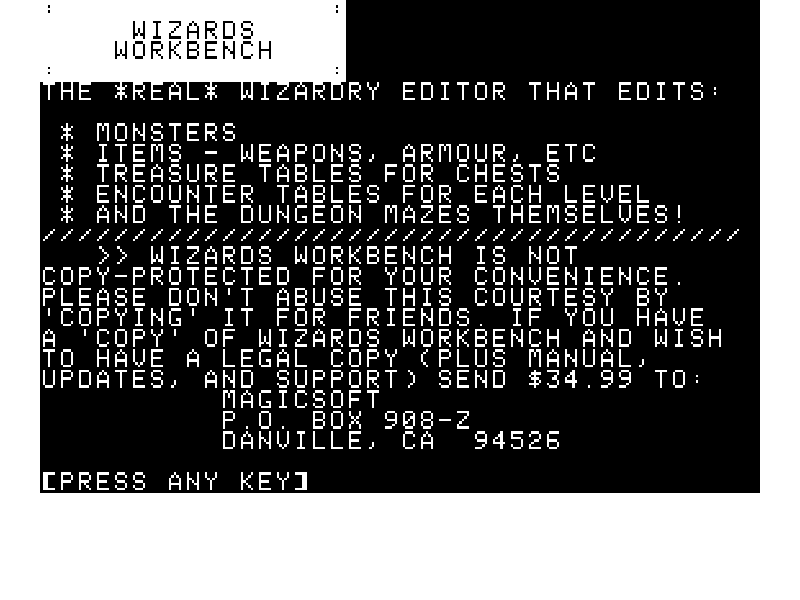 : :
WIZARDS
WORKBENCH
: :
THE *REAL* WIZARDRY EDITOR THAT EDITS:
* MONSTERS
* ITEMS - WEAPONS, ARMOUR, ETC
* TREASURE TABLES FOR CHESTS
* ENCOUNTER TABLES FOR EACH LEVEL
* AND THE DUNGEON MAZES THEMSELVES!
///////////////////////////////////////
>> WIZARDS WORKBENCH IS NOT
COPY-PROTECTED FOR YOUR CONVENIENCE.
PLEASE DON'T ABUSE THIS COURTESY BY
'COPYING' IT FOR FRIENDS. IF YOU HAVE
A 'COPY' OF WIZARDS WORKBENCH AND WISH
TO HAVE A LEGAL COPY (PLUS MANUAL,
UPDATES, AND SUPPORT) SEND $34.99 TO:
MAGICSOFT
P.O. BOX 908-Z
DANVILLE, CA 94526
[PRESS ANY KEY]